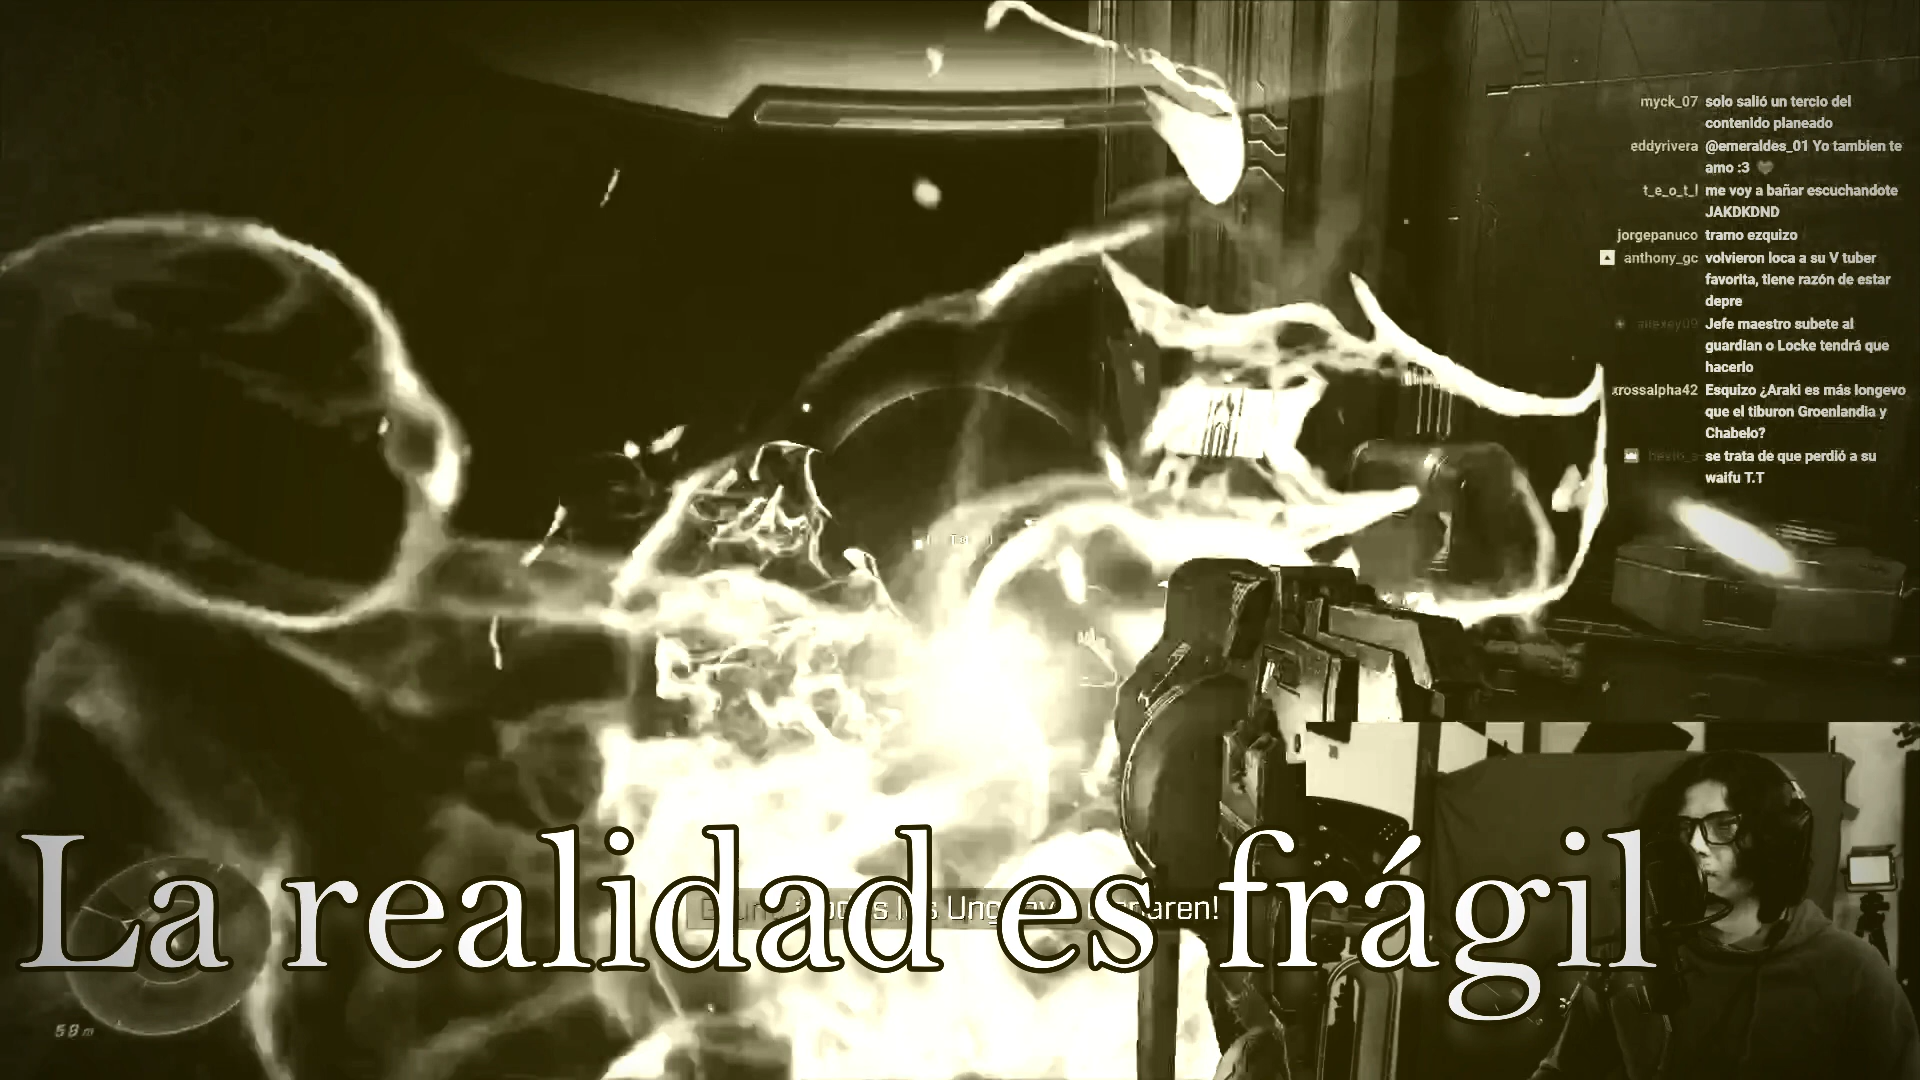 myck_07 solo salió un tercio del
contenido planeado
eddyrivera @emeraldes_01 Yo tambien te
amo :3
t_e_o_t_l me voy a bañar escuchandote
JAKDKDND
jorgepanuco tramo ezquizo
anthony_gc volvieron loca a su V tuber
favorita, tiene razón de estar
depre
Jefe maestro subete al
guardian o Locke tendrá que
hacerlo
xrossalpha42 Esquizo ¿Araki es más longevo
que el tiburon Groenlandia y
Chabelo?
se trata de que perdió a su
waifu T.T
La realidad es frágil
58 m